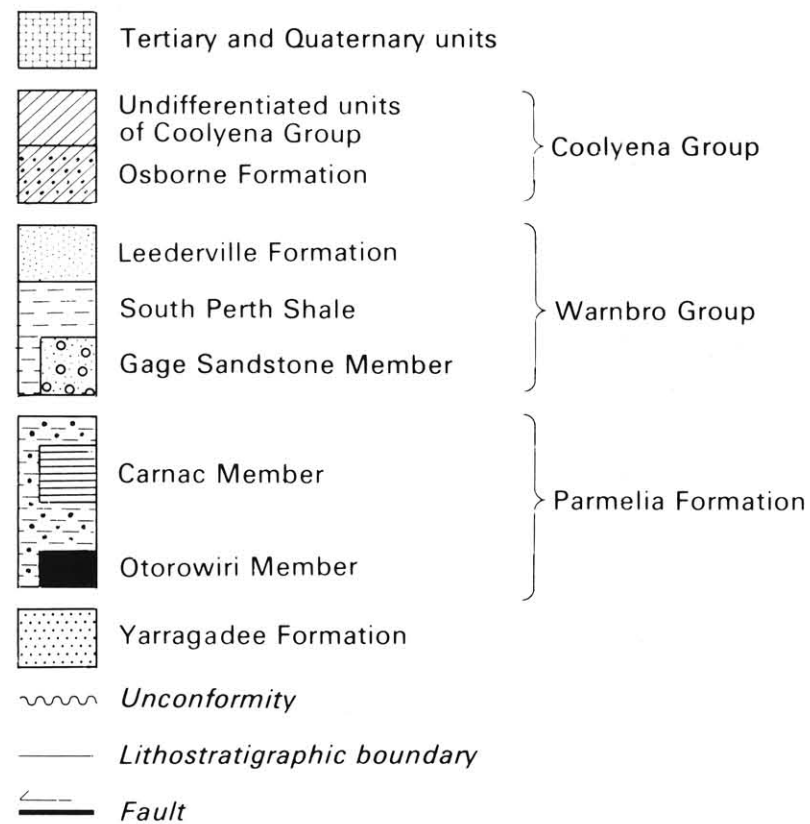 Tertiary and Quaternary units
Undifferentiated units
of Coolyena Group
Osborne Formation
Coolyena Group
Leederville Formation
South Perth Shale
Gage Sandstone Member
Warnbro Group
Carnac Member
Otorowiri Member
Parmelia Formation
Yarragadee Formation
Unconformity
Lithostratigraphic boundary
Fault